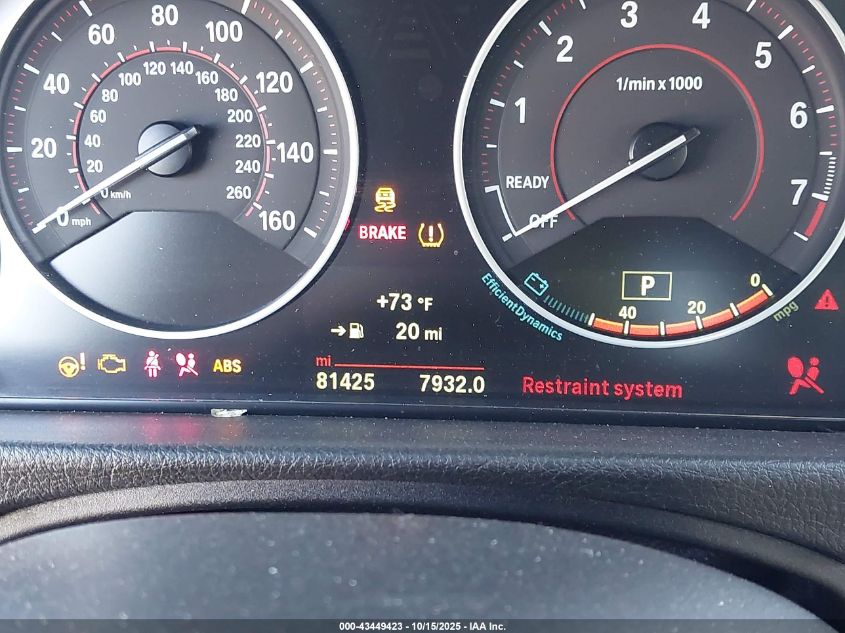 0 20 40 60 80 100 120 140 160
mph
0 20 40 60 80 100 120 140 160 180 200 220 240 260
km/h
BRAKE
+73 °F
20 mi
mi
81425 7932.0
ABS
OFF READY 1 2 3 4 5 6 7
1/min x 1000
P
40 20 0
mpg
EfficientDynamics
Restraint system
000-43449423 - 10/15/2025 - IAA Inc.